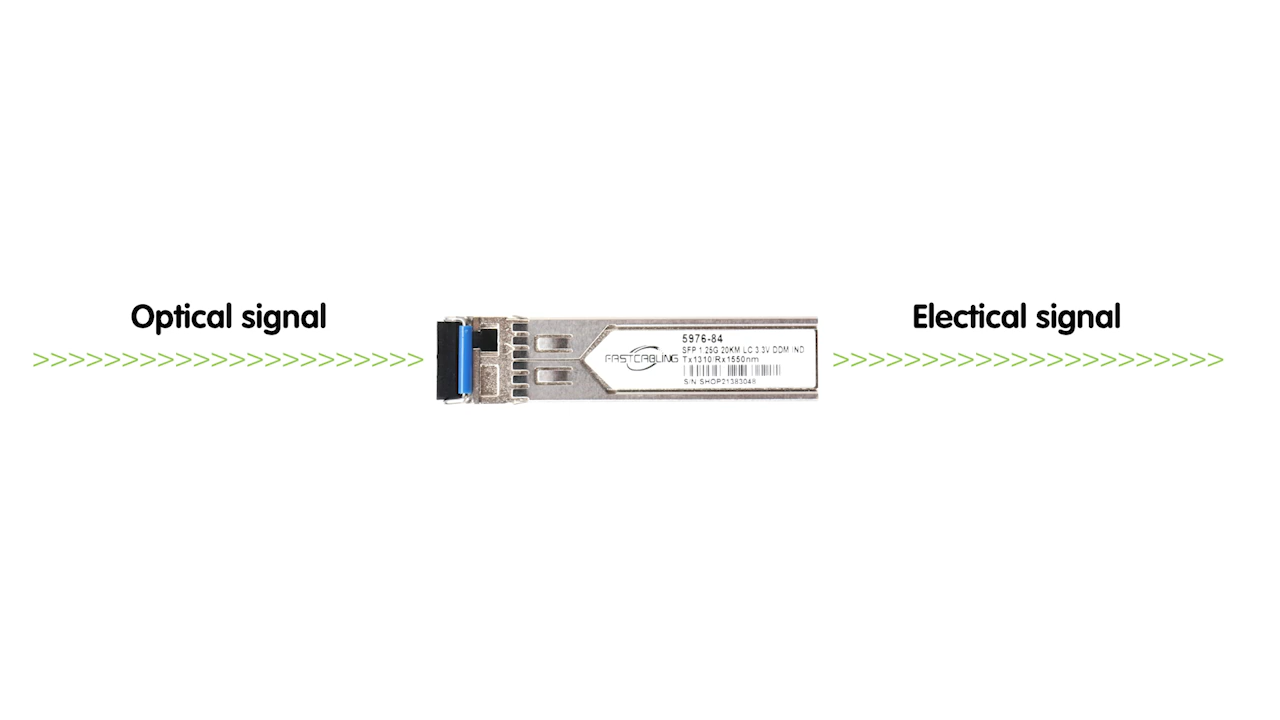 Optical signal
Electical signal
FASTCABLING
5976-84
SFP 1.25G 20KM LC 3.3V DDM IND
Tx1310/Rx1550nm
S/N SHOP21383048